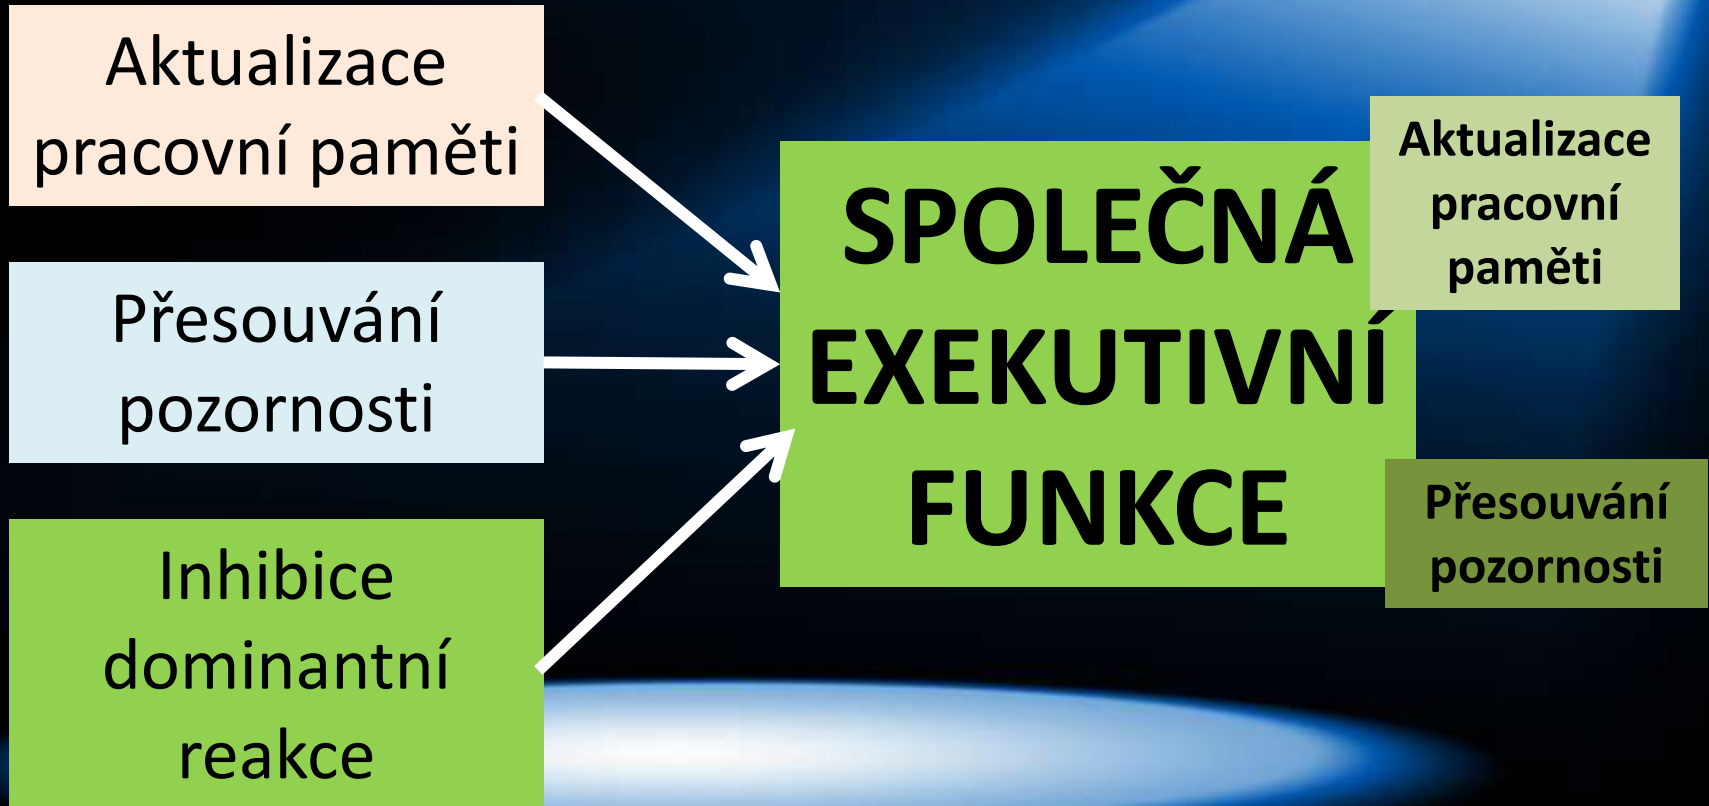 Aktualizace
pracovní paměti
Přesouvání
pozornosti
Inhibice
dominantní
reakce
SPOLEČNÁ
EXEKUTIVNÍ
FUNKCE
Aktualizace
pracovní
paměti
Přesouvání
pozornosti